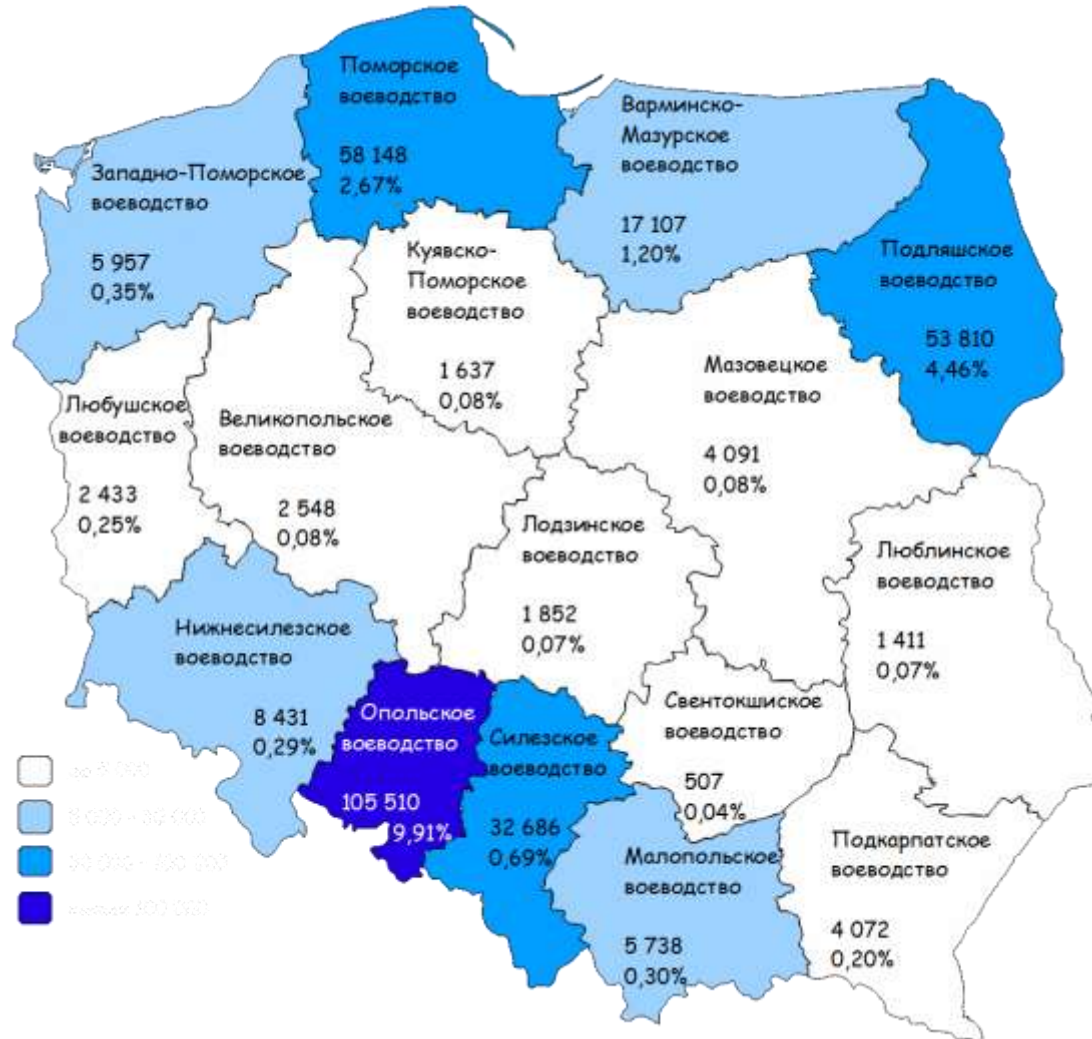 Поморское
воеводство
58 148
2,67%
Варминско-
Мазурское
воеводство
17 107
1,20%
Западно-Поморское
воеводство
5 957
0,35%
Куявско-
Поморское
воеводство
1 637
0,08%
Подляшское
воеводство
53 810
4,46%
Мазовецкое
воеводство
4 091
0,08%
Любушское
воеводство
2 433
0,25%
Великопольское
воеводство
2 548
0,08%
Лодзинское
воеводство
1 852
0,07%
Люблинское
воеводство
1 411
0,07%
Нижнесилезское
воеводство
8 431
0,29%
Опольское
воеводство
105 510
9,91%
Силезское
воеводство
32 686
0,69%
Свентокшиское
воеводство
507
0,04%
Малопольское
воеводство
5 738
0,30%
Подкарпатское
воеводство
4 072
0,20%